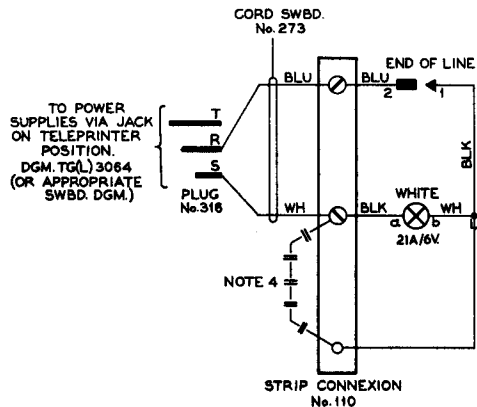 CORD SWBD.
No. 273
END OF LINE
BLU
BLU
2
1
TO POWER
SUPPLIES VIA JACK
ON TELEPRINTER
POSITION.
DGM. TG(L) 3064
(OR APPROPRIATE
SWBD. DGM.)
T
R
S
PLUG
No. 316
BLK
WHITE
WH
BLK
a
b
WH
21A/6V.
NOTE 4
STRIP CONNEXION
No. 110